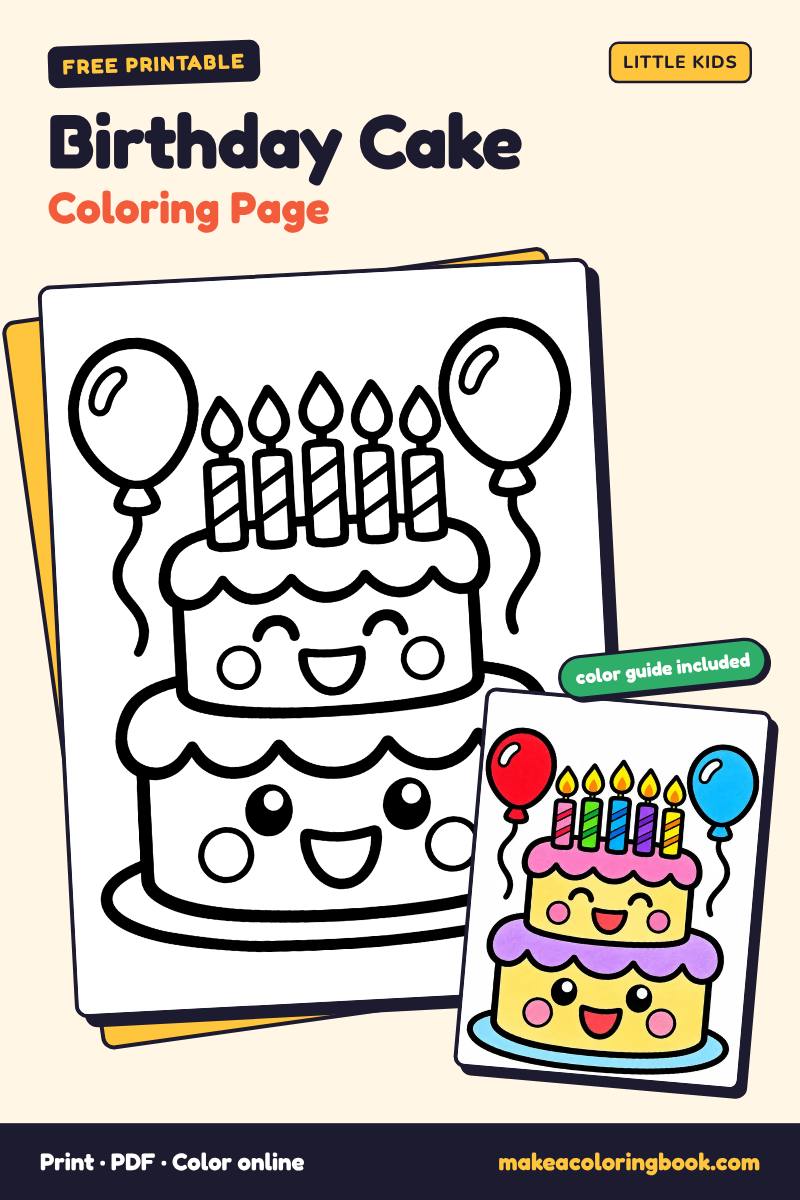 FREE PRINTABLE
LITTLE KIDS
Birthday Cake
Coloring Page
color guide included
Print · PDF · Color online
makeacoloringbook.com